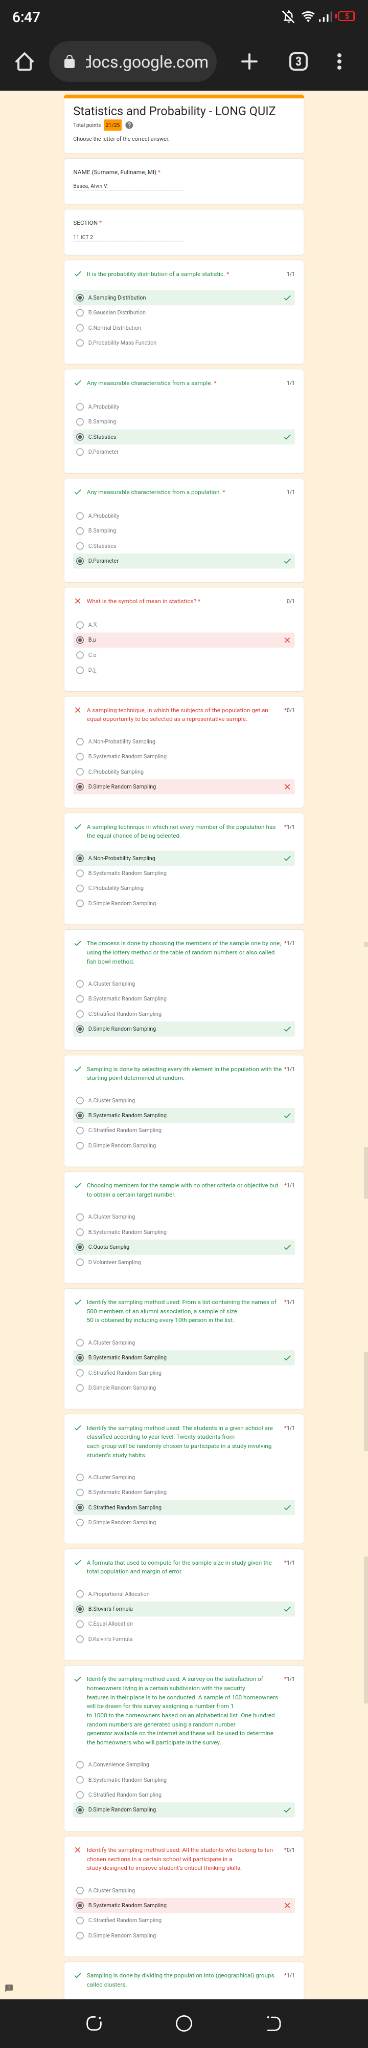 6:47
5
docs.google.com
3
Statistics and Probability - LONG QUIZ
Total points 21/25
Choose the letter of the correct answer.
NAME (Surname, Fullname, MI) *
Alvin V.
SECTION *
11 ICT 2
It is the probability distribution of a sample statistic. * 1/1
A.Sampling Distribution
B.Gaussian Distribution
C.Normal Distribution
D.Probability Mass Function
Any measurable characteristics from a sample. * 1/1
A.Probability
B.Sampling
C.Statistics
D.Parameter
Any measurable characteristics from a population. * 1/1
A.Probability
B.Sampling
C.Statistics
D.Parameter
What is the symbol of mean in statistics? * 0/1
A.
B.
C.
D.
A sampling technique, in which the subjects of the population get an *0/1
equal opportunity to be selected as a representative sample.
A.Non-Probability Sampling
B.Systematic Random Sampling
C.Probability Sampling
D.Simple Random Sampling
A sampling technique in which not every member of the population has *1/1
the equal chance of being selected.
A.Non-Probability Sampling
B.Systematic Random Sampling
C.Probability Sampling
D.Simple Random Sampling
The process is done by choosing the members of the sample one by one, *1/1
using the lottery method or the table of random numbers or also called
fish bowl method.
A.Cluster Sampling
B.Systematic Random Sampling
C.Stratified Random Sampling
D.Simple Random Sampling
Sampling is done by selecting every ith element in the population with the *1/1
starting point determined at random.
A.Cluster Sampling
B.Systematic Random Sampling
C.Stratified Random Sampling
D.Simple Random Sampling
Choosing members for the sample with no other criteria or objective but *1/1
to obtain a certain target number.
A.Cluster Sampling
B.Systematic Random Sampling
C.Quota Samplig
D.Volunteer Sampling
Identify the sampling method used: From a list containing the names of *1/1
500 members of an alumni association, a sample of size
50 is obtained by including every 10th person in the list.
A.Cluster Sampling
B.Systematic Random Sampling
C.Stratified Random Sampling
D.Simple Random Sampling
Identify the sampling method used: The students in a given school are *1/1
classified according to year level. Twenty students from
each group will be randomly chosen to participate in a study involving
student's study habits.
A.Cluster Sampling
B.Systematic Random Sampling
C.Stratified Random Sampling
D.Simple Random Sampling
A formula that used to compute for the sample size in study given the *1/1
total population and margin of error.
A.Proportional Allocation
B.Slovin's Formula
C.Equal Allocation
D.Kelvin's Formula
Identify the sampling method used: A survey on the satisfaction of *1/1
homeowners living in a certain subdivision with the security
features in their place is to be conducted. A sample of 100 homeowners
will be drawn for this survey assigning a number from 1
to 1000 to the homeowners based on an alphabetical list. One hundred
random numbers are generated using a random number
generator available on the internet and these will be used to determine
the homeowners who will participate in the survey.
A.Convenience Sampling
B.Systematic Random Sampling
C.Stratified Random Sampling
D.Simple Random Sampling
Identify the sampling method used: All the students who belong to ten *0/1
chosen sections in a certain school will participate in a
study designed to improve student's critical thinking skills.
A.Cluster Sampling
B.Systematic Random Sampling
C.Stratified Random Sampling
D.Simple Random Sampling
Sampling is done by dividing the population into (geographical) groups *1/1
called clusters.